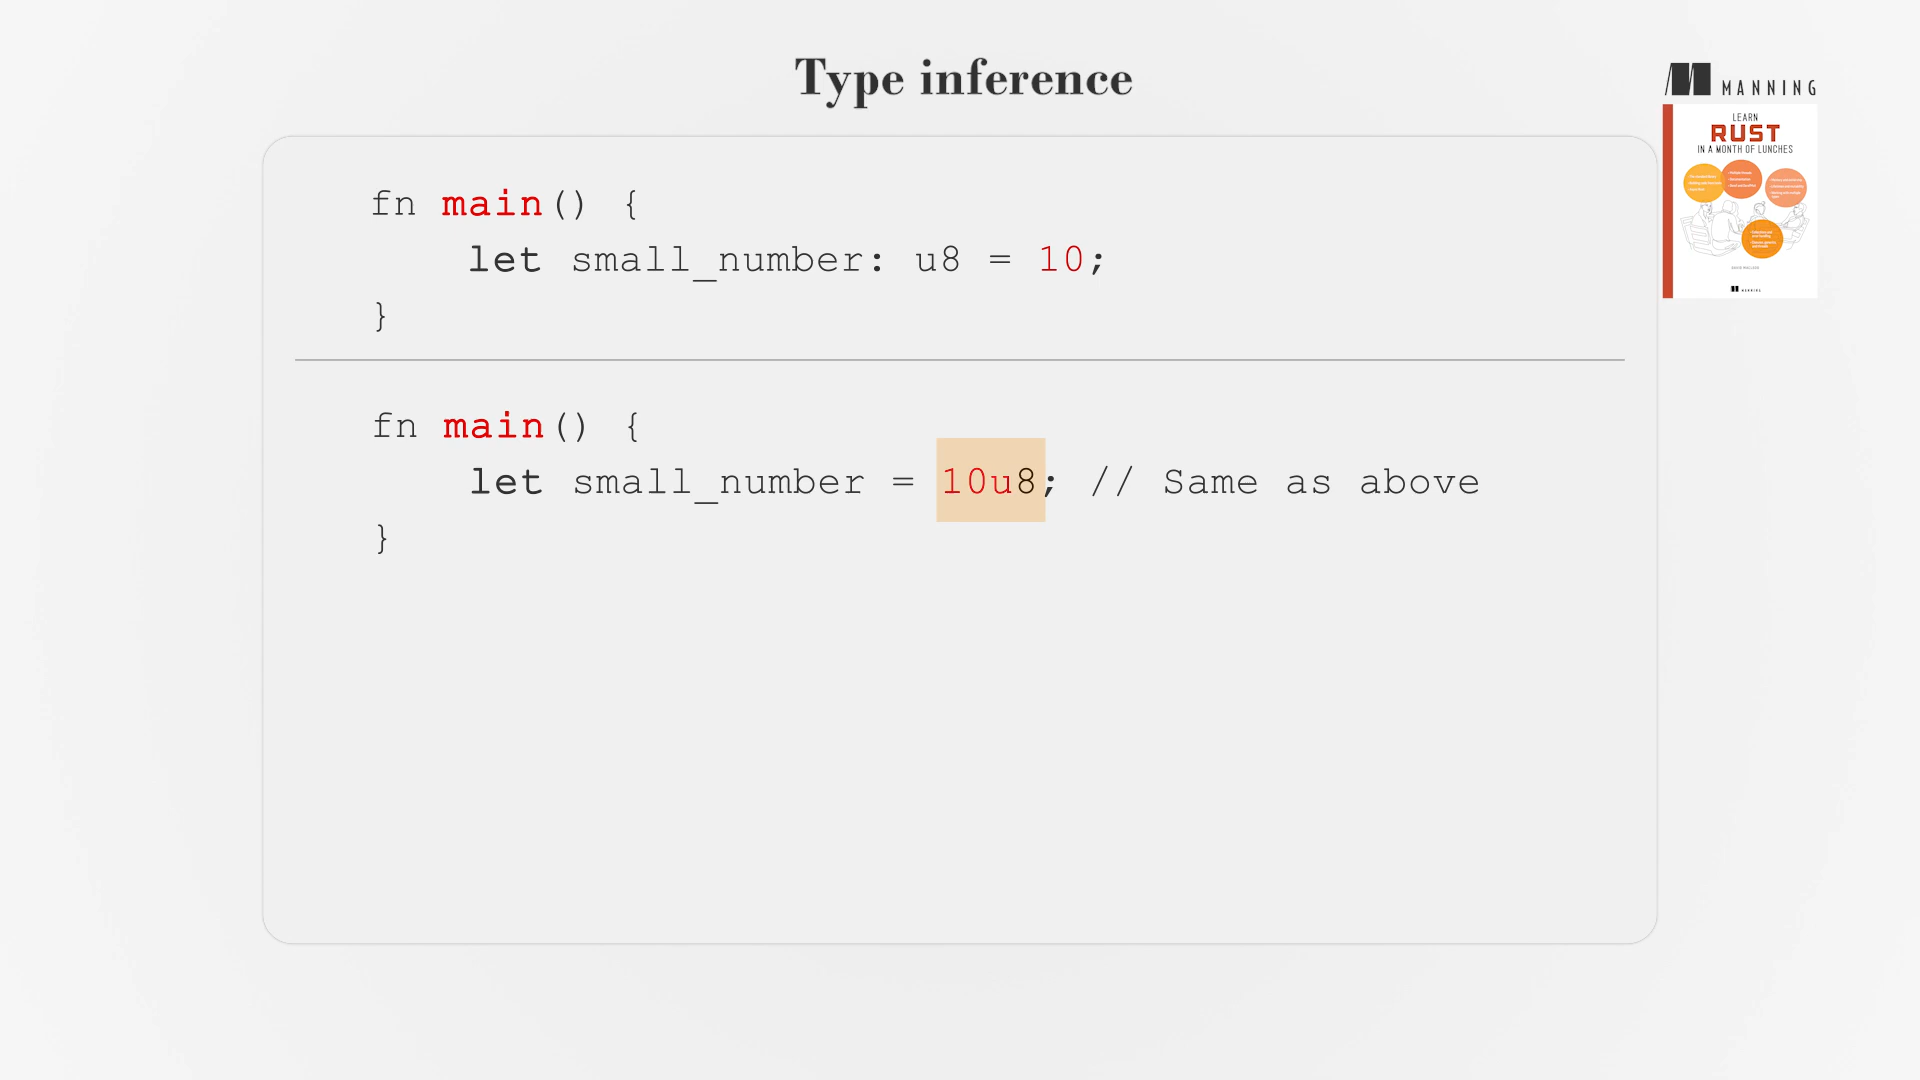 Type inference
MANNING
LEARN
RUST
IN A MONTH OF LUNCHES
fn main() {
    let small_number: u8 = 10;
}
fn main() {
    let small_number = 10u8; // Same as above
}